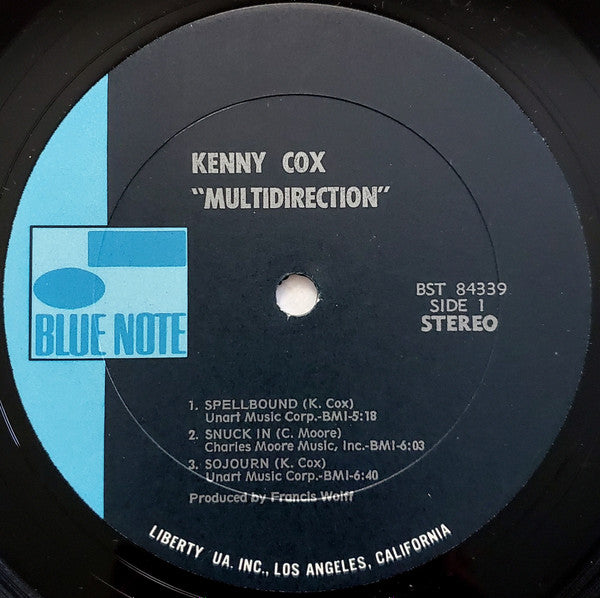 KENNY COX
"MULTIDIRECTION"
BLUE NOTE
BST 84339
SIDE 1
STEREO
1. SPELLBOUND (K. Cox)
Unart Music Corp.-BMI-5:18
2. SNUCK IN (C. Moore)
Charles Moore Music, Inc.-BMI-6:03
3. SOJOURN (K. Cox)
Unart Music Corp.-BMI-6:40
Produced by Francis Wolff
LIBERTY UA. INC., LOS ANGELES, CALIFORNIA